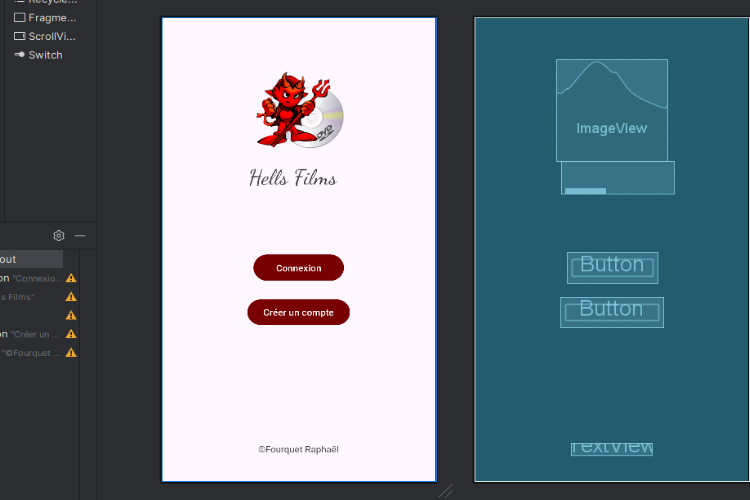 Recycle...
Fragme...
ScrollVi...
Switch
out
on "Connexio...
s Films"
on "Créer un ...
"©Fourquet ...
DVD
Hells Films
Connexion
Créer un compte
©Fourquet Raphaël
ImageView
Button
Button
TextView